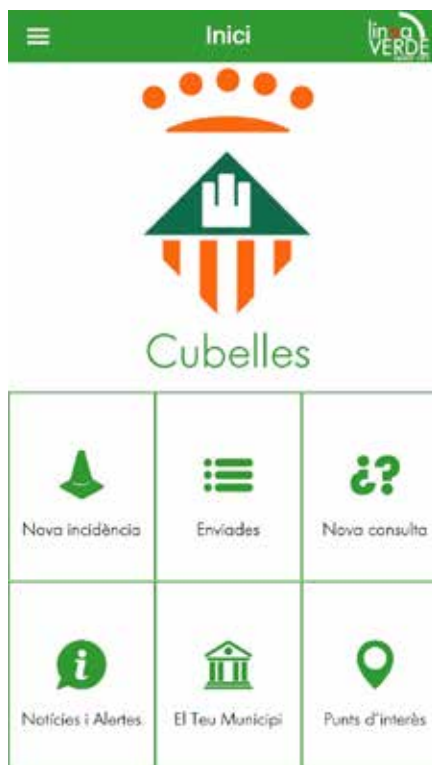 Inici
línea
VERDE
Cubelles
Nova incidència
Enviades
¿?
Nova consulta
i
Notícies i Alertes
El Teu Municipi
Punts d'interès